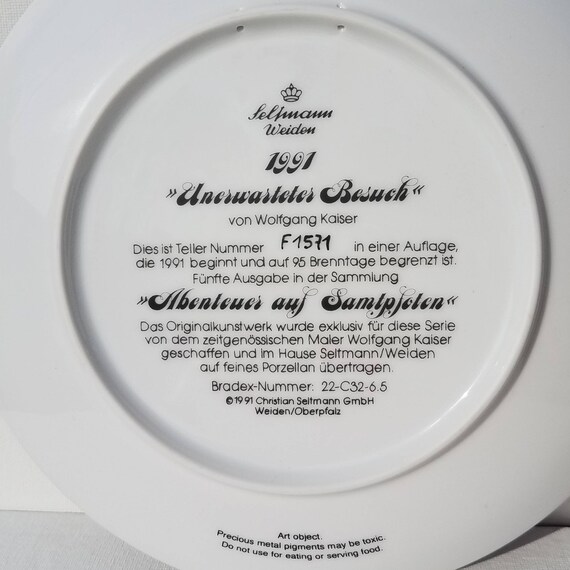 Seltmann
Weiden
1991
»Unerwarteter Besuch«
von Wolfgang Kaiser
Dies ist Teller Nummer F1571 in einer Auflage,
die 1991 beginnt und auf 95 Brenntage begrenzt ist.
Fünfte Ausgabe in der Sammlung
»Abenteuer auf Samtpfoten«
Das Originalkunstwerk wurde exklusiv für diese Serie
von dem zeitgenössischen Maler Wolfgang Kaiser
geschaffen und im Hause Seltmann/Weiden
auf feines Porzellan übertragen.
Bradex-Nummer: 22-C32-6.5
©1991 Christian Seltmann GmbH
Weiden/Oberpfalz
Art object.
Precious metal pigments may be toxic.
Do not use for eating or serving food.